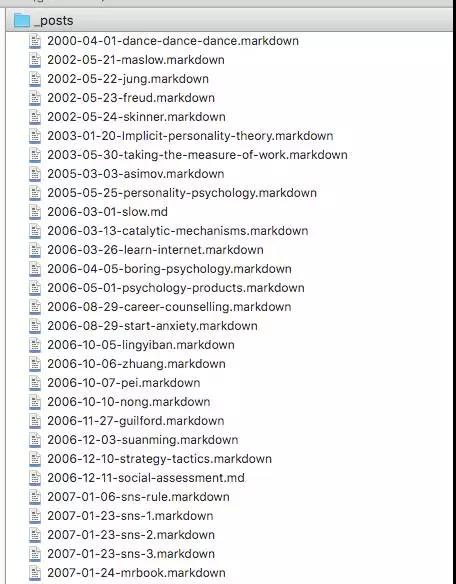 _posts
2000-04-01-dance-dance-dance.markdown
2002-05-21-maslow.markdown
2002-05-22-jung.markdown
2002-05-23-freud.markdown
2002-05-24-skinner.markdown
2003-01-20-Implicit-personality-theory.markdown
2003-05-30-taking-the-measure-of-work.markdown
2005-03-03-asimov.markdown
2005-05-25-personality-psychology.markdown
2006-03-01-slow.md
2006-03-13-catalytic-mechanisms.markdown
2006-03-26-learn-internet.markdown
2006-04-05-boring-psychology.markdown
2006-05-01-psychology-products.markdown
2006-08-29-career-counselling.markdown
2006-08-29-start-anxiety.markdown
2006-10-05-lingyiban.markdown
2006-10-06-zhuang.markdown
2006-10-07-pei.markdown
2006-10-10-nong.markdown
2006-11-27-guilford.markdown
2006-12-03-suanming.markdown
2006-12-10-strategy-tactics.markdown
2006-12-11-social-assessment.md
2007-01-06-sns-rule.markdown
2007-01-23-sns-1.markdown
2007-01-23-sns-2.markdown
2007-01-23-sns-3.markdown
2007-01-24-mrbook.markdown